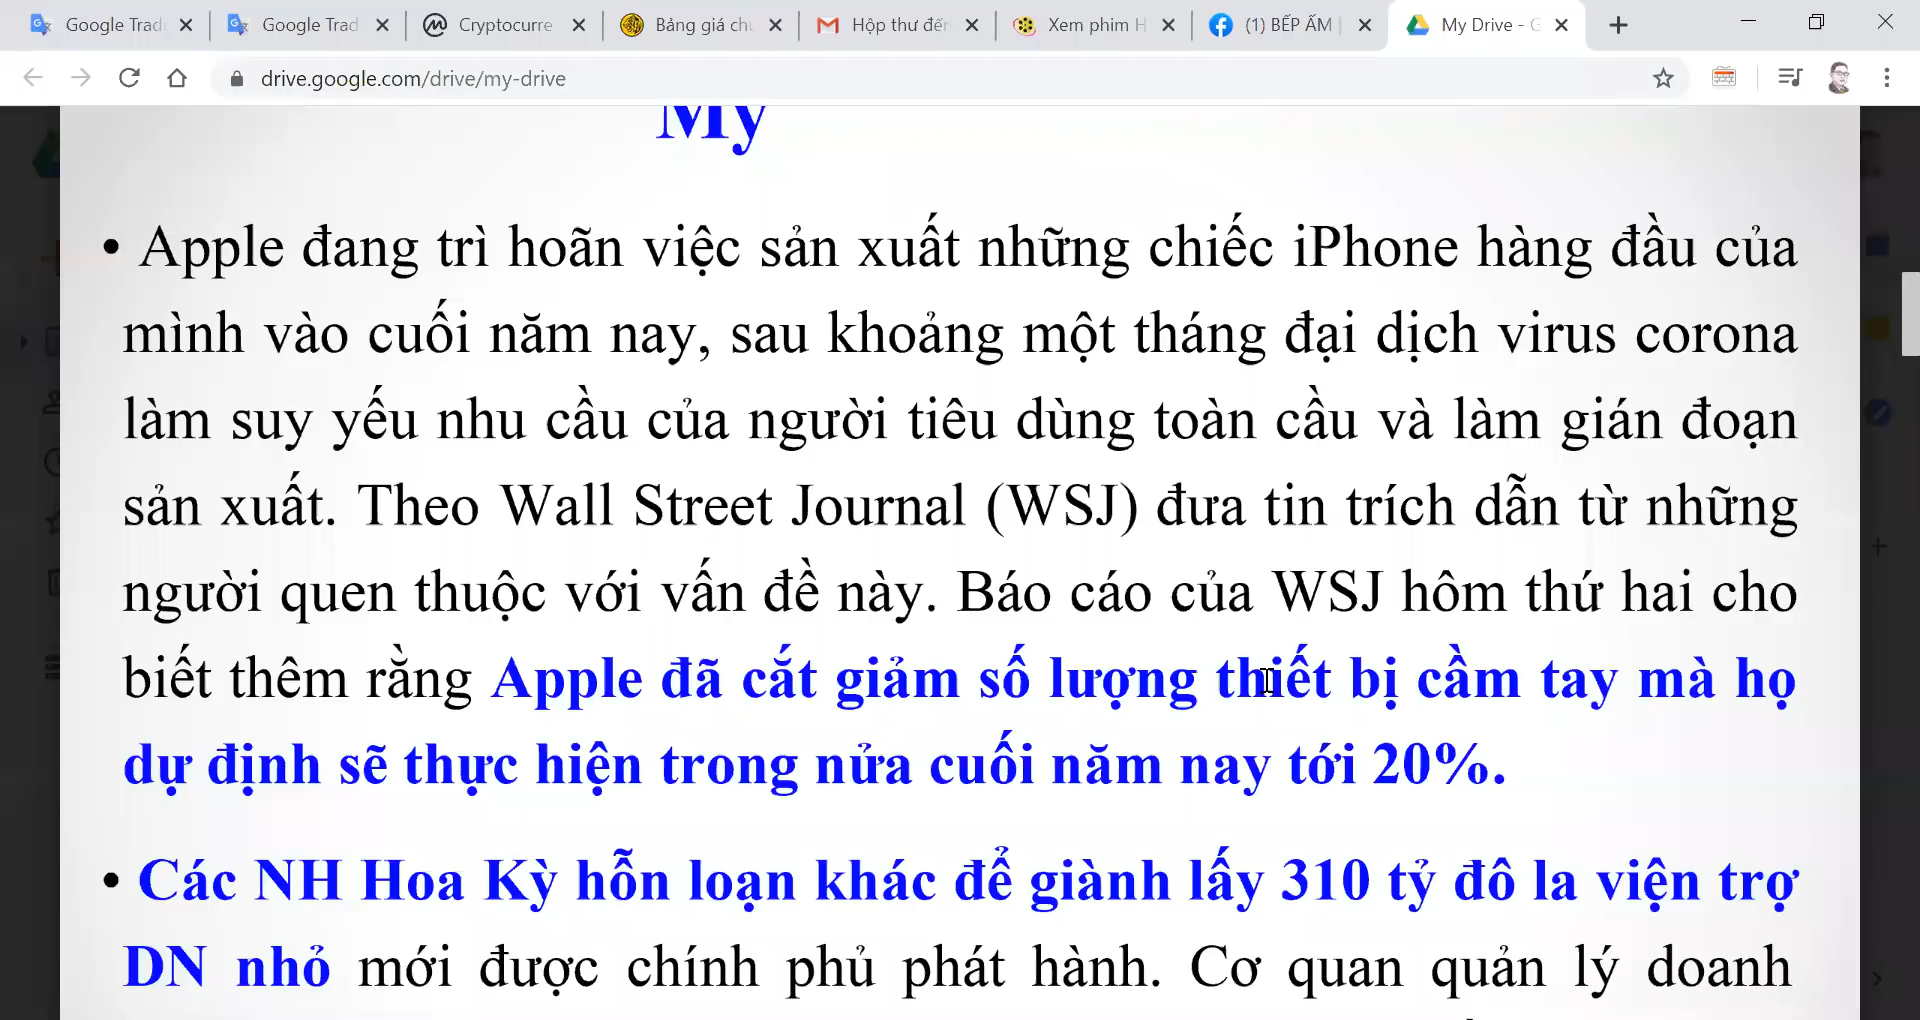 Google Trad
Google Trad
Cryptocurre
Bảng giá ch
Hộp thư đế
Xem phim H
(1) BẾP ẤM |
My Drive - G
drive.google.com/drive/my-drive
Mỹ
• Apple đang trì hoãn việc sản xuất những chiếc iPhone hàng đầu của
mình vào cuối năm nay, sau khoảng một tháng đại dịch virus corona
làm suy yếu nhu cầu của người tiêu dùng toàn cầu và làm gián đoạn
sản xuất. Theo Wall Street Journal (WSJ) đưa tin trích dẫn từ những
người quen thuộc với vấn đề này. Báo cáo của WSJ hôm thứ hai cho
biết thêm rằng Apple đã cắt giảm số lượng thiết bị cầm tay mà họ
dự định sẽ thực hiện trong nửa cuối năm nay tới 20%.
• Các NH Hoa Kỳ hỗn loạn khác để giành lấy 310 tỷ đô la viện trợ
DN nhỏ mới được chính phủ phát hành. Cơ quan quản lý doanh